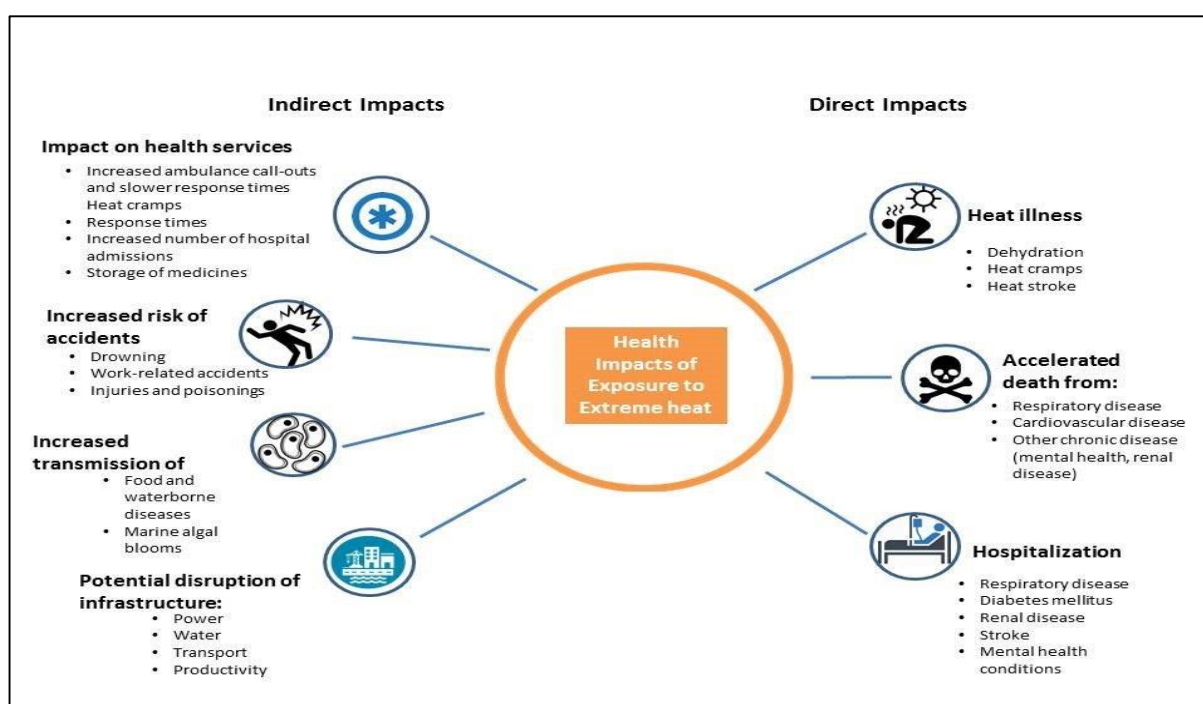 Indirect Impacts
Impact on health services
• Increased ambulance call-outs
and slower response times
Heat cramps
• Response times
• Increased number of hospital
admissions
• Storage of medicines
Increased risk of
accidents
• Drowning
• Work-related accidents
• Injuries and poisonings
Increased
transmission of
• Food and
waterborne
diseases
• Marine algal
blooms
Potential disruption of
infrastructure:
• Power
• Water
• Transport
• Productivity
Health
Impacts of
Exposure to
Extreme heat
Direct Impacts
Heat illness
• Dehydration
• Heat cramps
• Heat stroke
Accelerated
death from:
• Respiratory disease
• Cardiovascular disease
• Other chronic disease
(mental health, renal
disease)
Hospitalization
• Respiratory disease
• Diabetes mellitus
• Renal disease
• Stroke
• Mental health
conditions